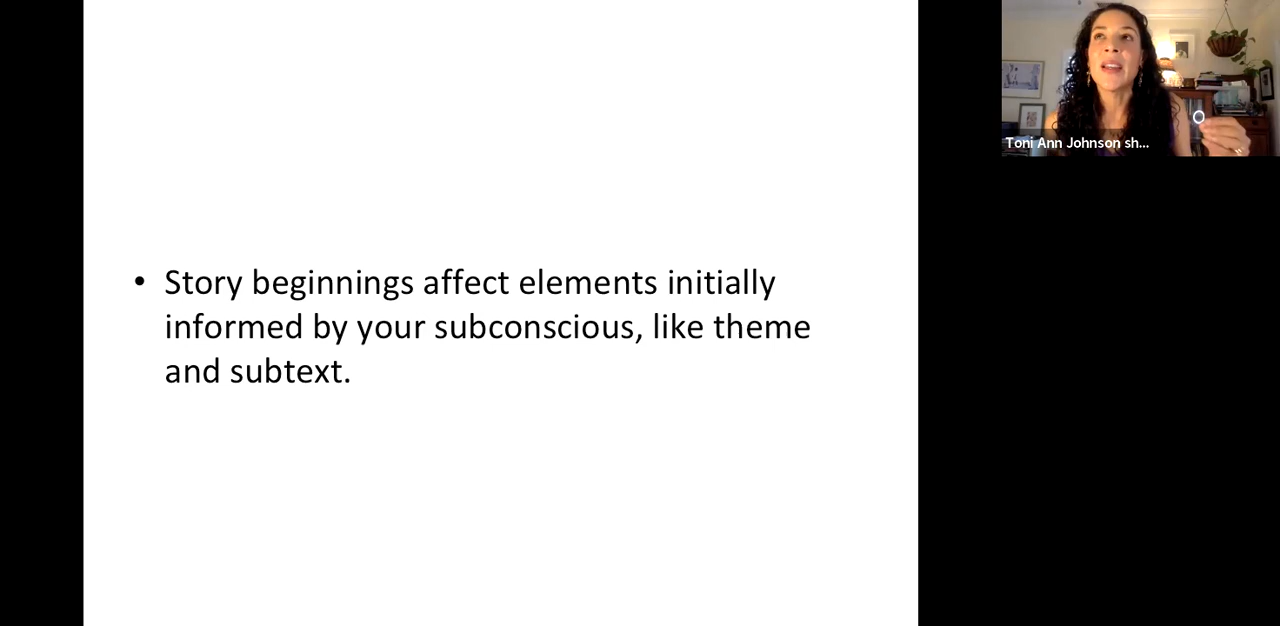 Toni Ann Johnson sh...
• Story beginnings affect elements initially
informed by your subconscious, like theme
and subtext.